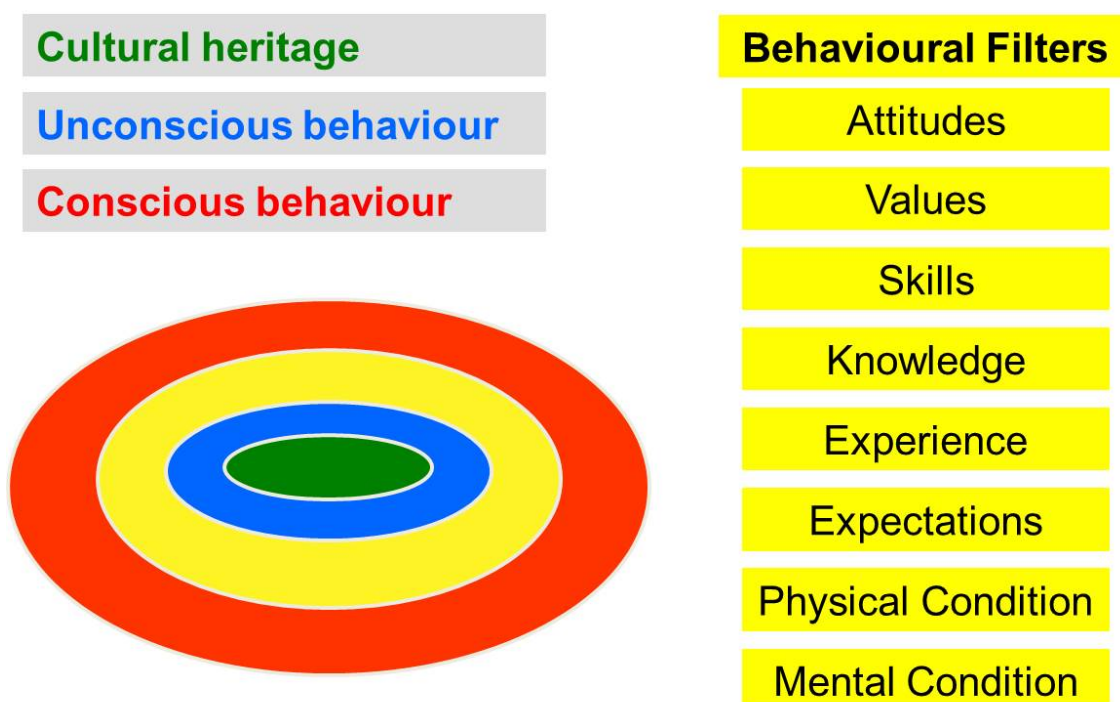 Cultural heritage
Unconscious behaviour
Conscious behaviour
Behavioural Filters
Attitudes
Values
Skills
Knowledge
Experience
Expectations
Physical Condition
Mental Condition